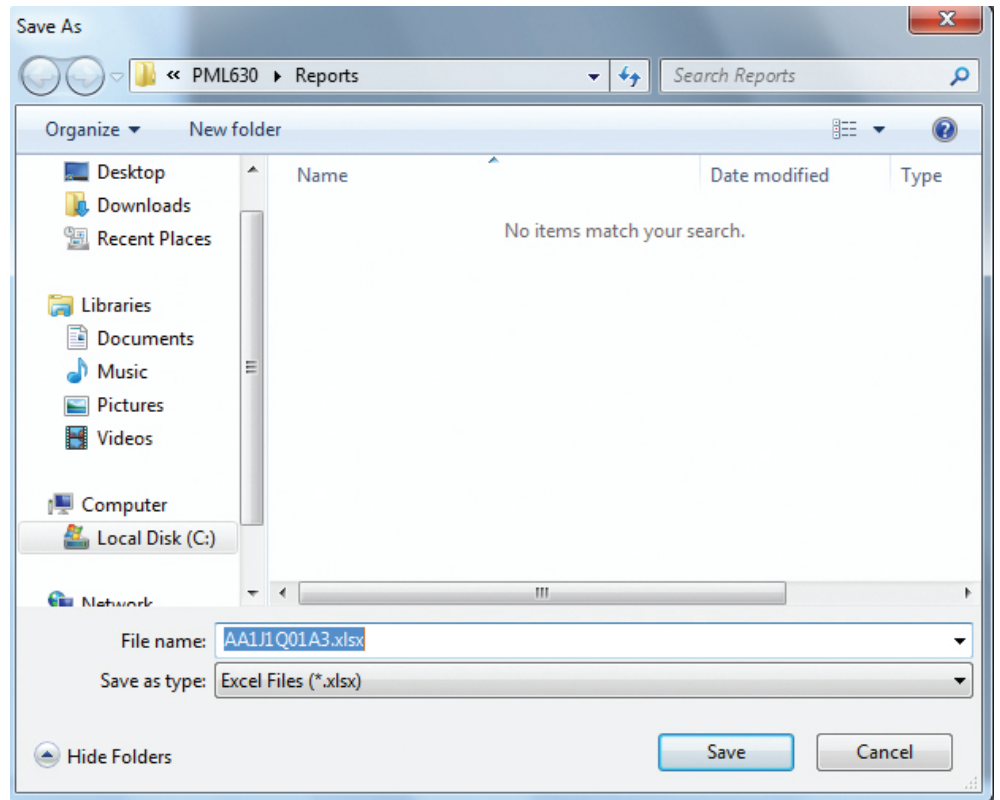 Save As
« PML630 ▸ Reports
Search Reports
Organize
New folder
Desktop
Downloads
Recent Places
Libraries
Documents
Music
Pictures
Videos
Computer
Local Disk (C:)
Network
Name
Date modified
Type
No items match your search.
File name: AA1J1Q01A3.xlsx
Save as type: Excel Files (*.xlsx)
Hide Folders
Save
Cancel